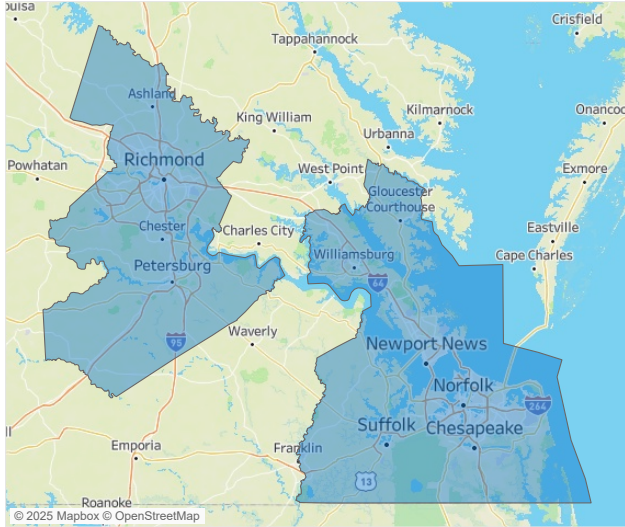 ouisa
Crisfield
Tappahannock
Ashland
Kilmarnock
Onancoc
King William
Urbanna
Richmond
Powhatan
West Point
Exmore
Gloucester
Courthouse
Chester
Charles City
Eastville
Williamsburg
Cape Charles
Petersburg
64
Waverly
95
Newport News
Norfolk
264
Suffolk
Chesapeake
Emporia
Franklin
13
Roanoke
© 2025 Mapbox © OpenStreetMap